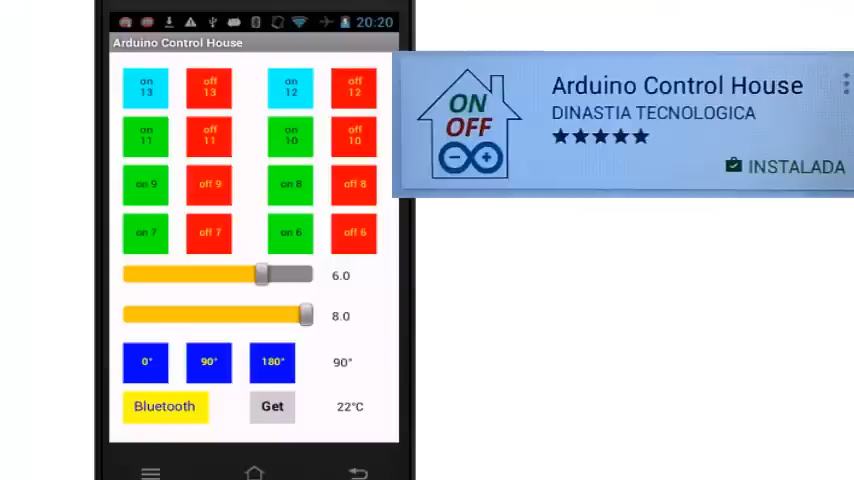 20:20
Arduino Control House
on 13 off 13 on 12 off 12
on 11 off 11 on 10 off 10
on 9 off 9 on 8 off 8
on 7 off 7 on 6 off 6
6.0
8.0
0° 90° 180° 90°
Bluetooth Get 22°C
ON
OFF
Arduino Control House
DINASTIA TECNOLOGICA
INSTALADA